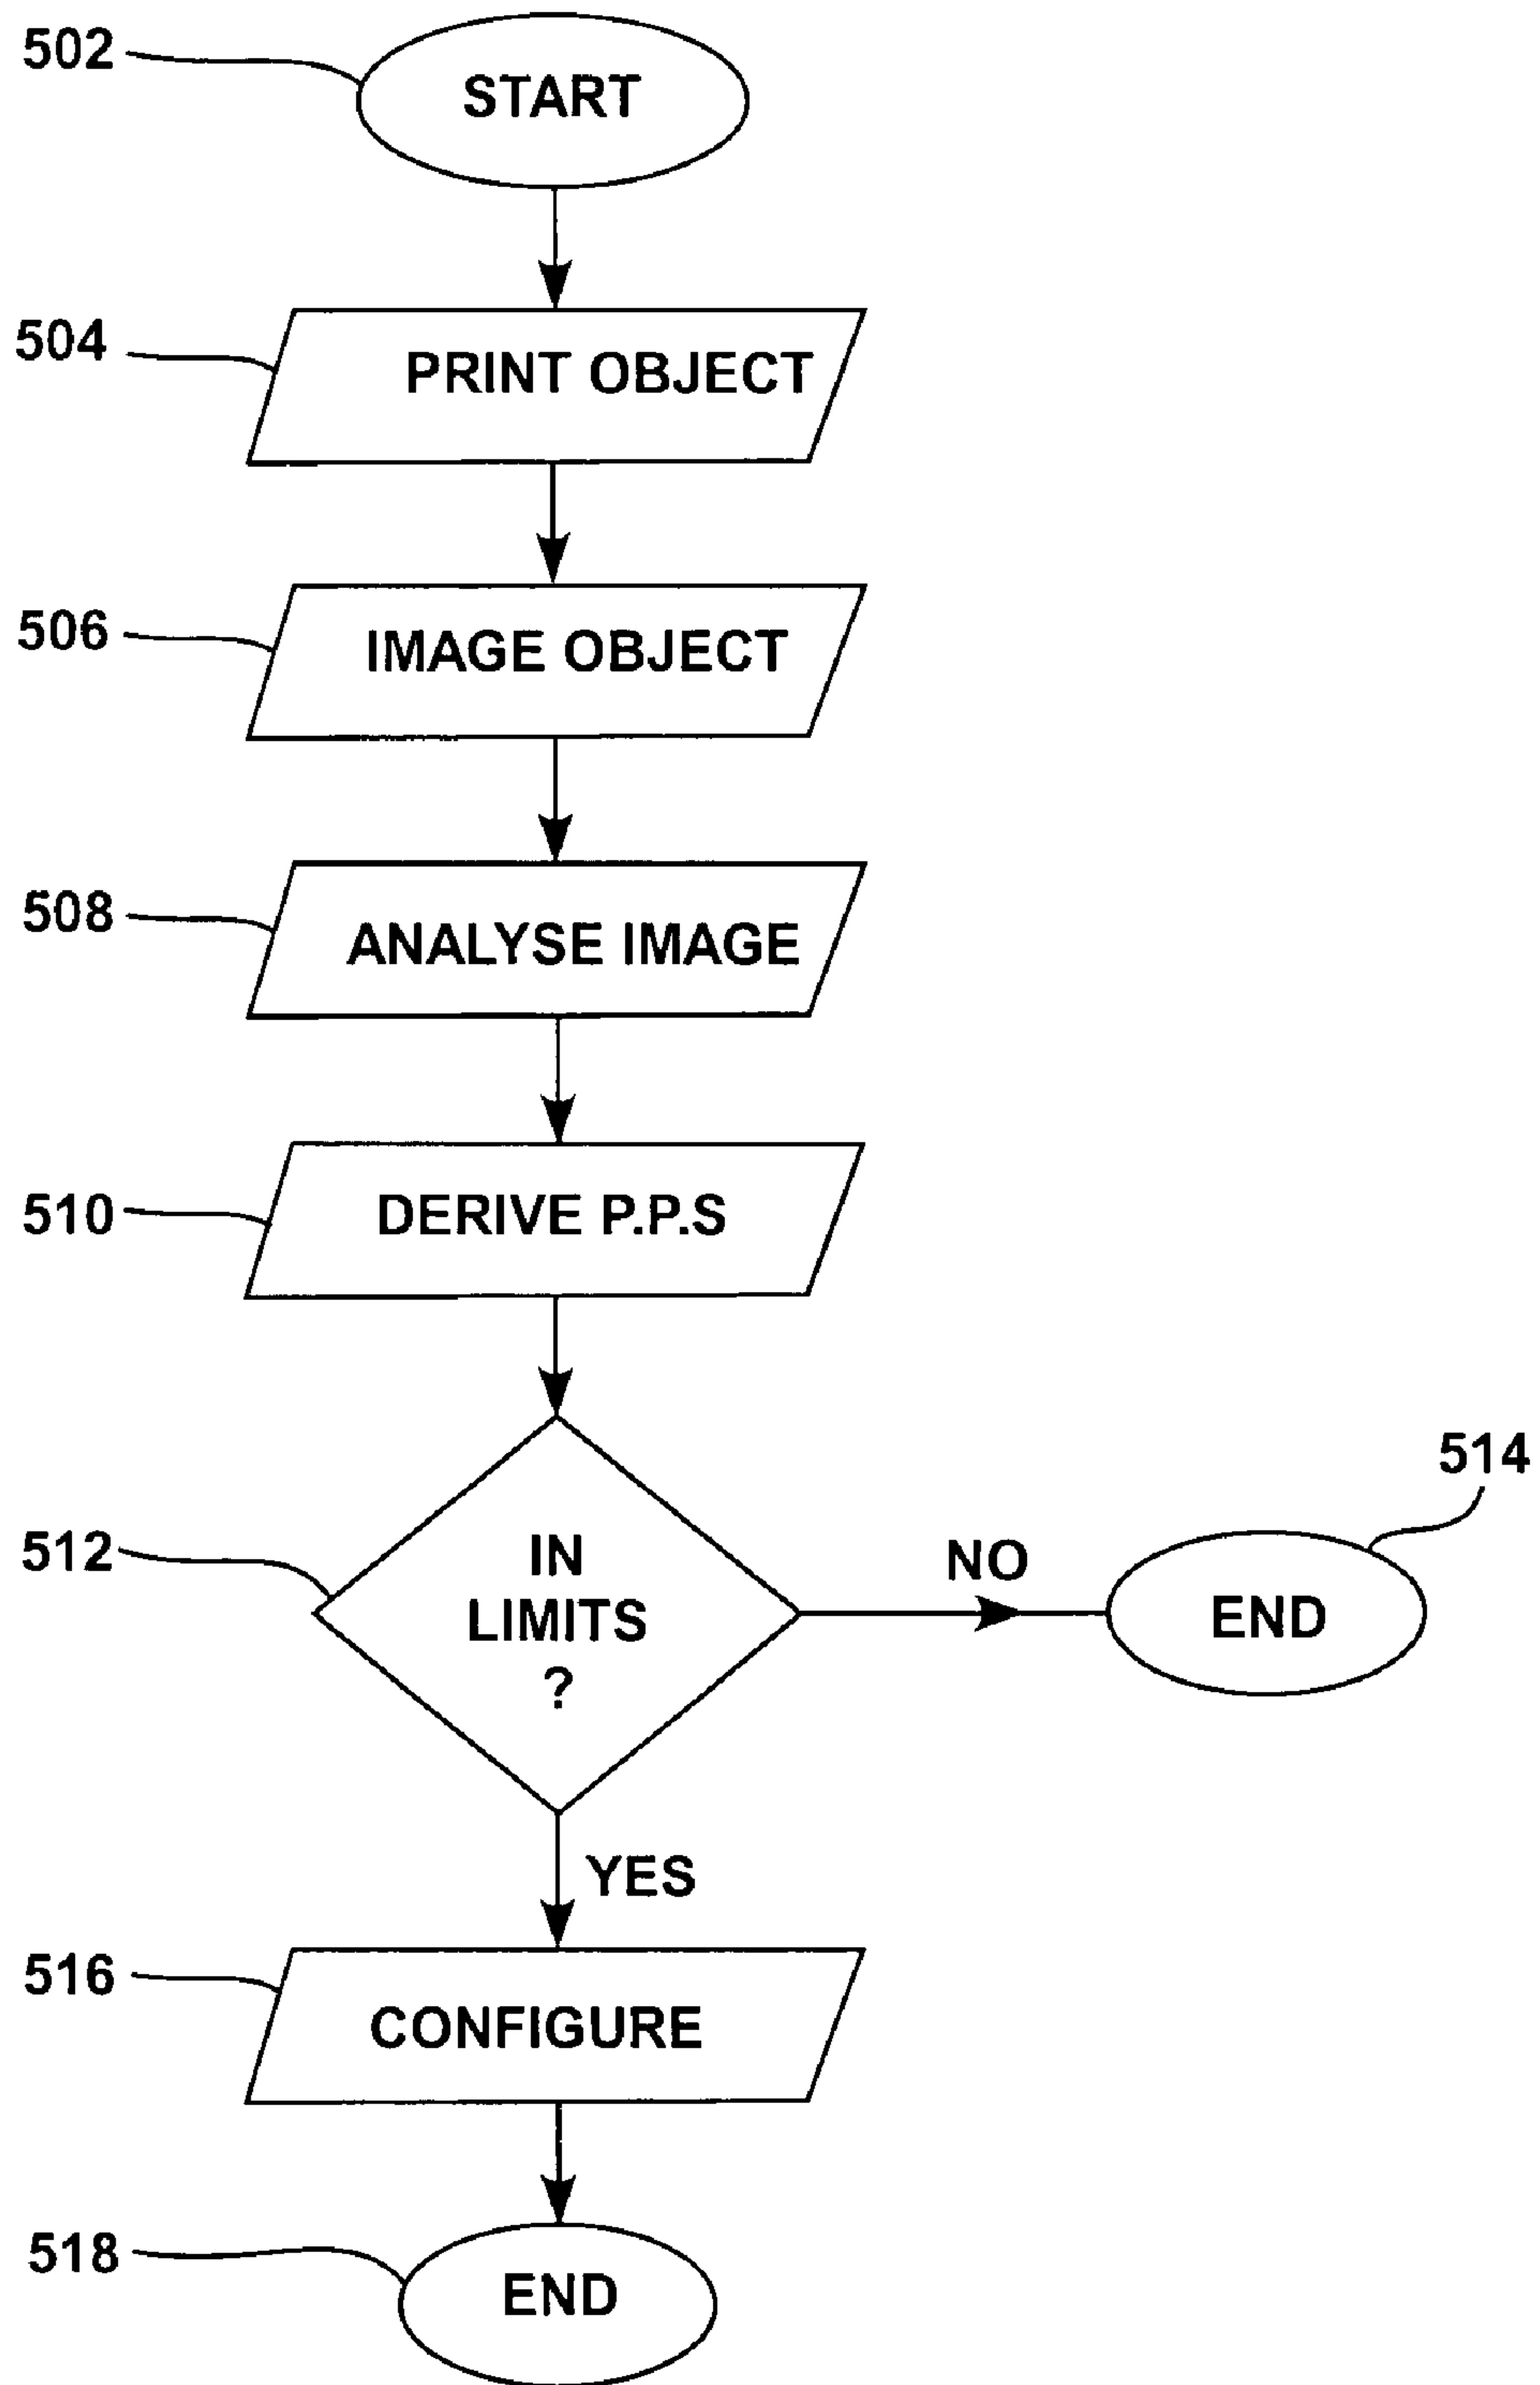 502
START
504
PRINT OBJECT
506
IMAGE OBJECT
508
ANALYSE IMAGE
510
DERIVE P.P.S
514
512
IN
LIMITS
?
NO
END
YES
516
CONFIGURE
518
END